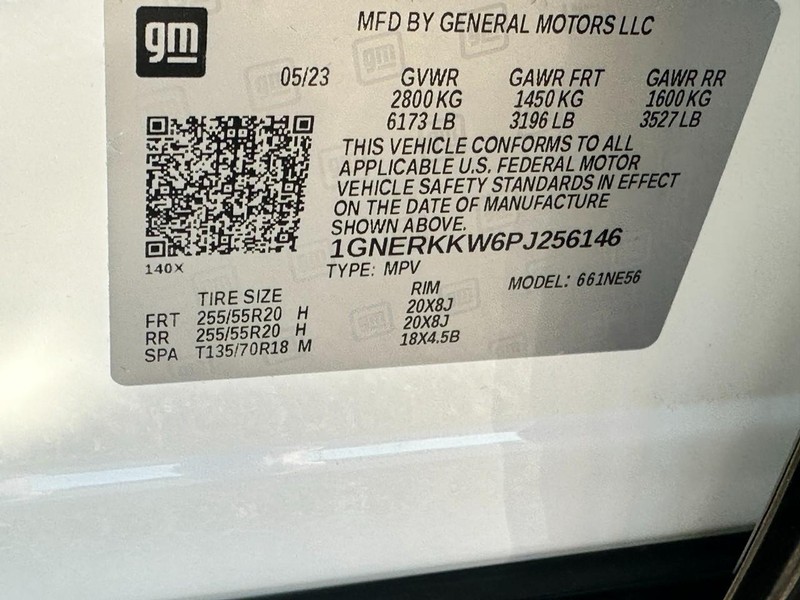 gm
MFD BY GENERAL MOTORS LLC
05/23 GVWR GAWR FRT GAWR RR
2800 KG 1450 KG 1600 KG
6173 LB 3196 LB 3527 LB
THIS VEHICLE CONFORMS TO ALL
APPLICABLE U.S. FEDERAL MOTOR
VEHICLE SAFETY STANDARDS IN EFFECT
ON THE DATE OF MANUFACTURE
SHOWN ABOVE.
1GNERKKW6PJ256146
140X
TYPE: MPV MODEL: 661NE56
TIRE SIZE RIM
FRT 255/55R20 H 20X8J
RR 255/55R20 H 20X8J
SPA T135/70R18 M 18X4.5B